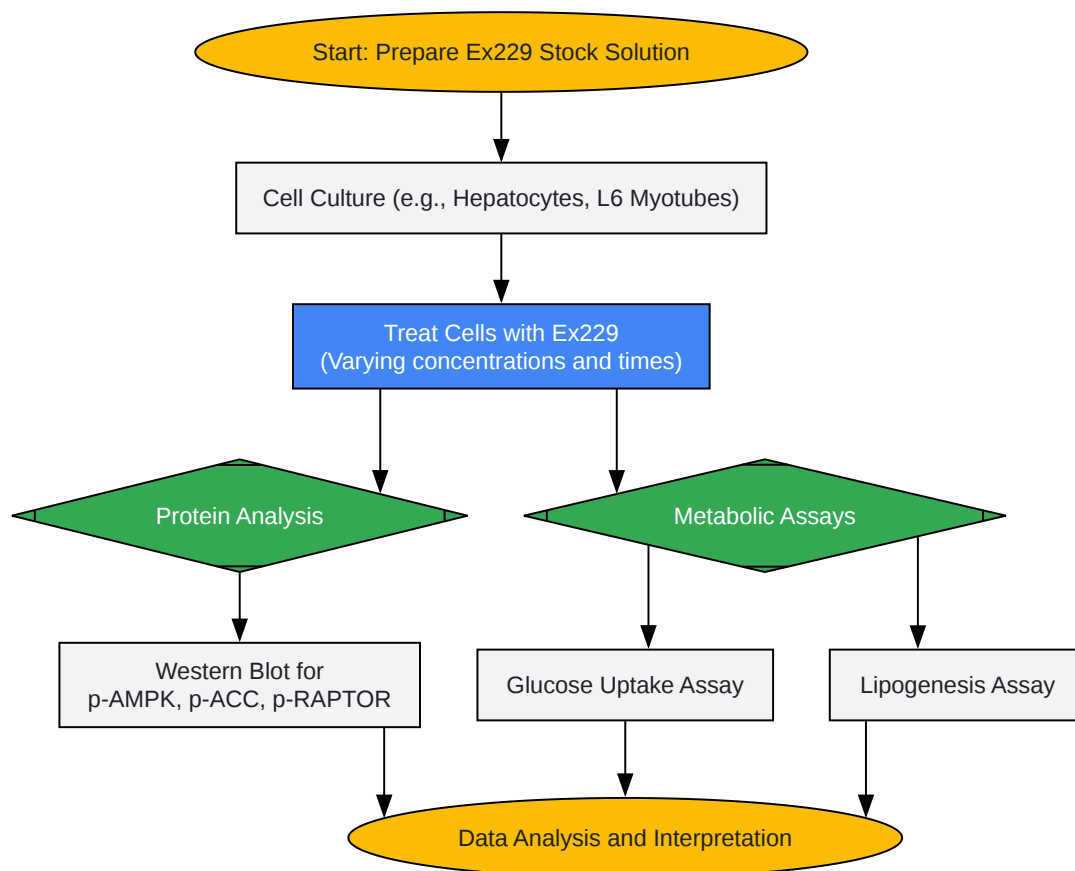 Start: Prepare Ex229 Stock Solution
Cell Culture (e.g., Hepatocytes, L6 Myotubes)
Treat Cells with Ex229
(Varying concentrations and times)
Protein Analysis
Metabolic Assays
Western Blot for
p-AMPK, p-ACC, p-RAPTOR
Glucose Uptake Assay
Lipogenesis Assay
Data Analysis and Interpretation